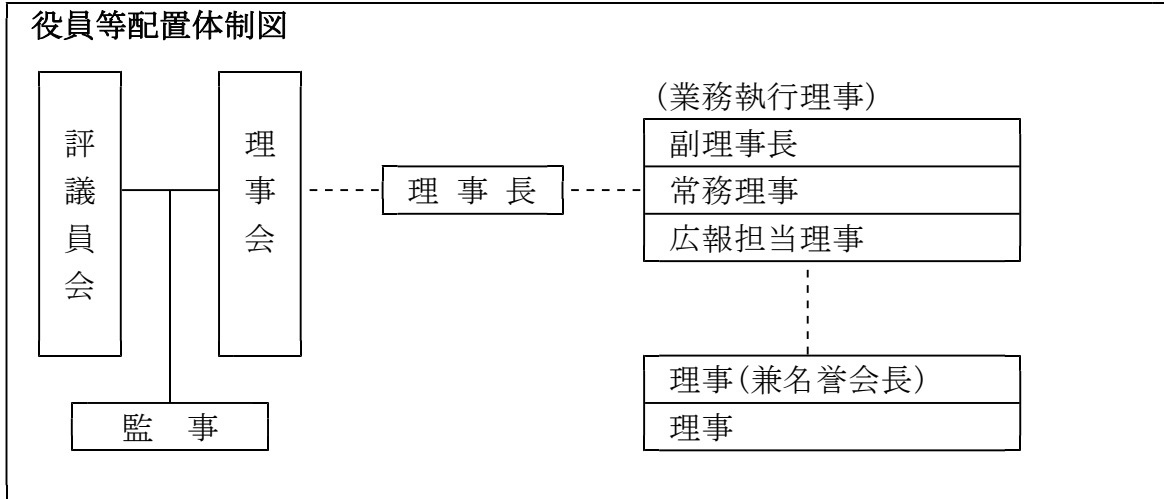 役員等配置体制図
評議員会
理事会
理 事 長
(業務執行理事)
副理事長
常務理事
広報担当理事
理事(兼名誉会長)
理事
監 事